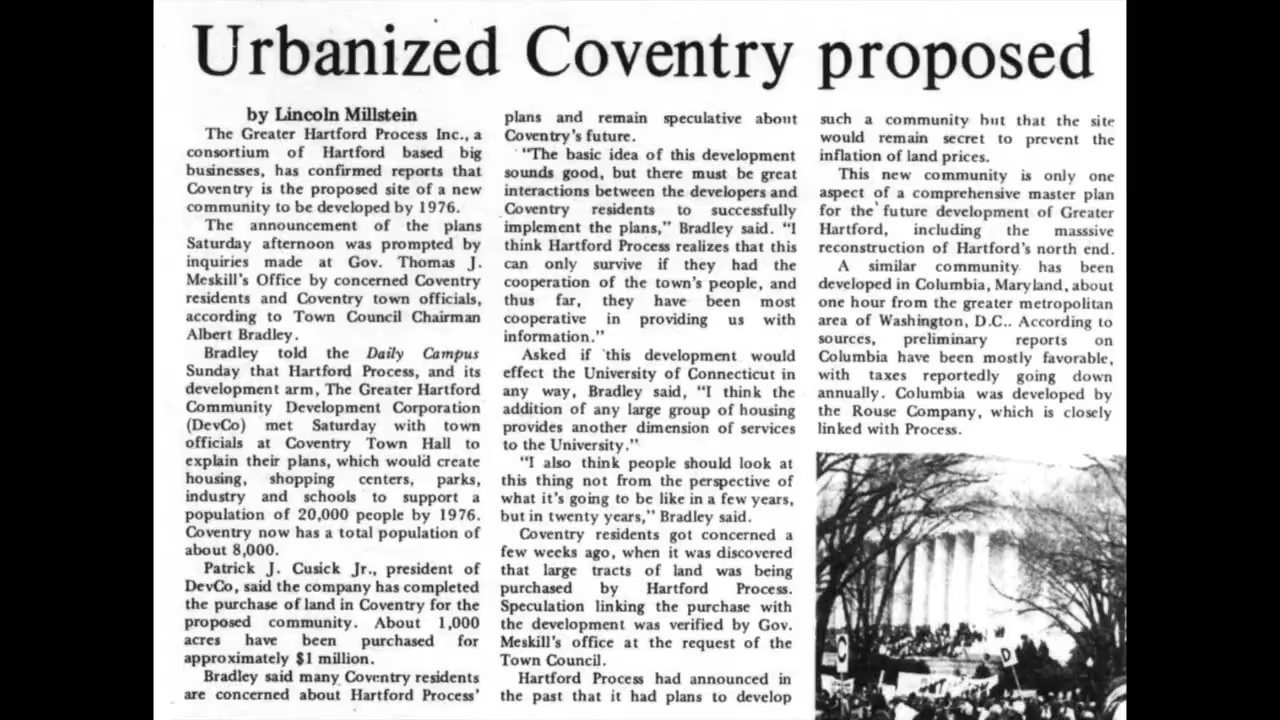 Urbanized Coventry proposed
by Lincoln Millstein
The Greater Hartford Process Inc., a
consortium of Hartford based big
businesses, has confirmed reports that
Coventry is the proposed site of a new
community to be developed by 1976.
The announcement of the plans
Saturday afternoon was prompted by
inquiries made at Gov. Thomas J.
Meskill's Office by concerned Coventry
residents and Coventry town officials,
according to Town Council Chairman
Albert Bradley.
Bradley told the Daily Campus
Sunday that Hartford Process, and its
development arm, The Greater Hartford
Community Development Corporation
(DevCo) met Saturday with town
officials at Coventry Town Hall to
explain their plans, which would create
housing, shopping centers, parks,
industry and schools to support a
population of 20,000 people by 1976.
Coventry now has a total population of
about 8,000.
Patrick J. Cusick Jr., president of
DevCo, said the company has completed
the purchase of land in Coventry for the
proposed community. About 1,000
acres have been purchased for
approximately $1 million.
Bradley said many Coventry residents
are concerned about Hartford Process'
plans and remain speculative about
Coventry's future.
"The basic idea of this development
sounds good, but there must be great
interactions between the developers and
Coventry residents to successfully
implement the plans," Bradley said. "I
think Hartford Process realizes that this
can only survive if they had the
cooperation of the town's people, and
thus far, they have been most
cooperative in providing us with
information."
Asked if this development would
effect the University of Connecticut in
any way, Bradley said, "I think the
addition of any large group of housing
provides another dimension of services
to the University."
"I also think people should look at
this thing not from the perspective of
what it's going to be like in a few years,
but in twenty years," Bradley said.
Coventry residents got concerned a
few weeks ago, when it was discovered
that large tracts of land was being
purchased by Hartford Process.
Speculation linking the purchase with
the development was verified by Gov.
Meskill's office at the request of the
Town Council.
Hartford Process had announced in
the past that it had plans to develop
such a community but that the site
would remain secret to prevent the
inflation of land prices.
This new community is only one
aspect of a comprehensive master plan
for the future development of Greater
Hartford, including the masssive
reconstruction of Hartford's north end.
A similar community has been
developed in Columbia, Maryland, about
one hour from the greater metropolitan
area of Washington, D.C.. According to
sources, preliminary reports on
Columbia have been mostly favorable,
with taxes reportedly going down
annually. Columbia was developed by
the Rouse Company, which is closely
linked with Process.
C
D